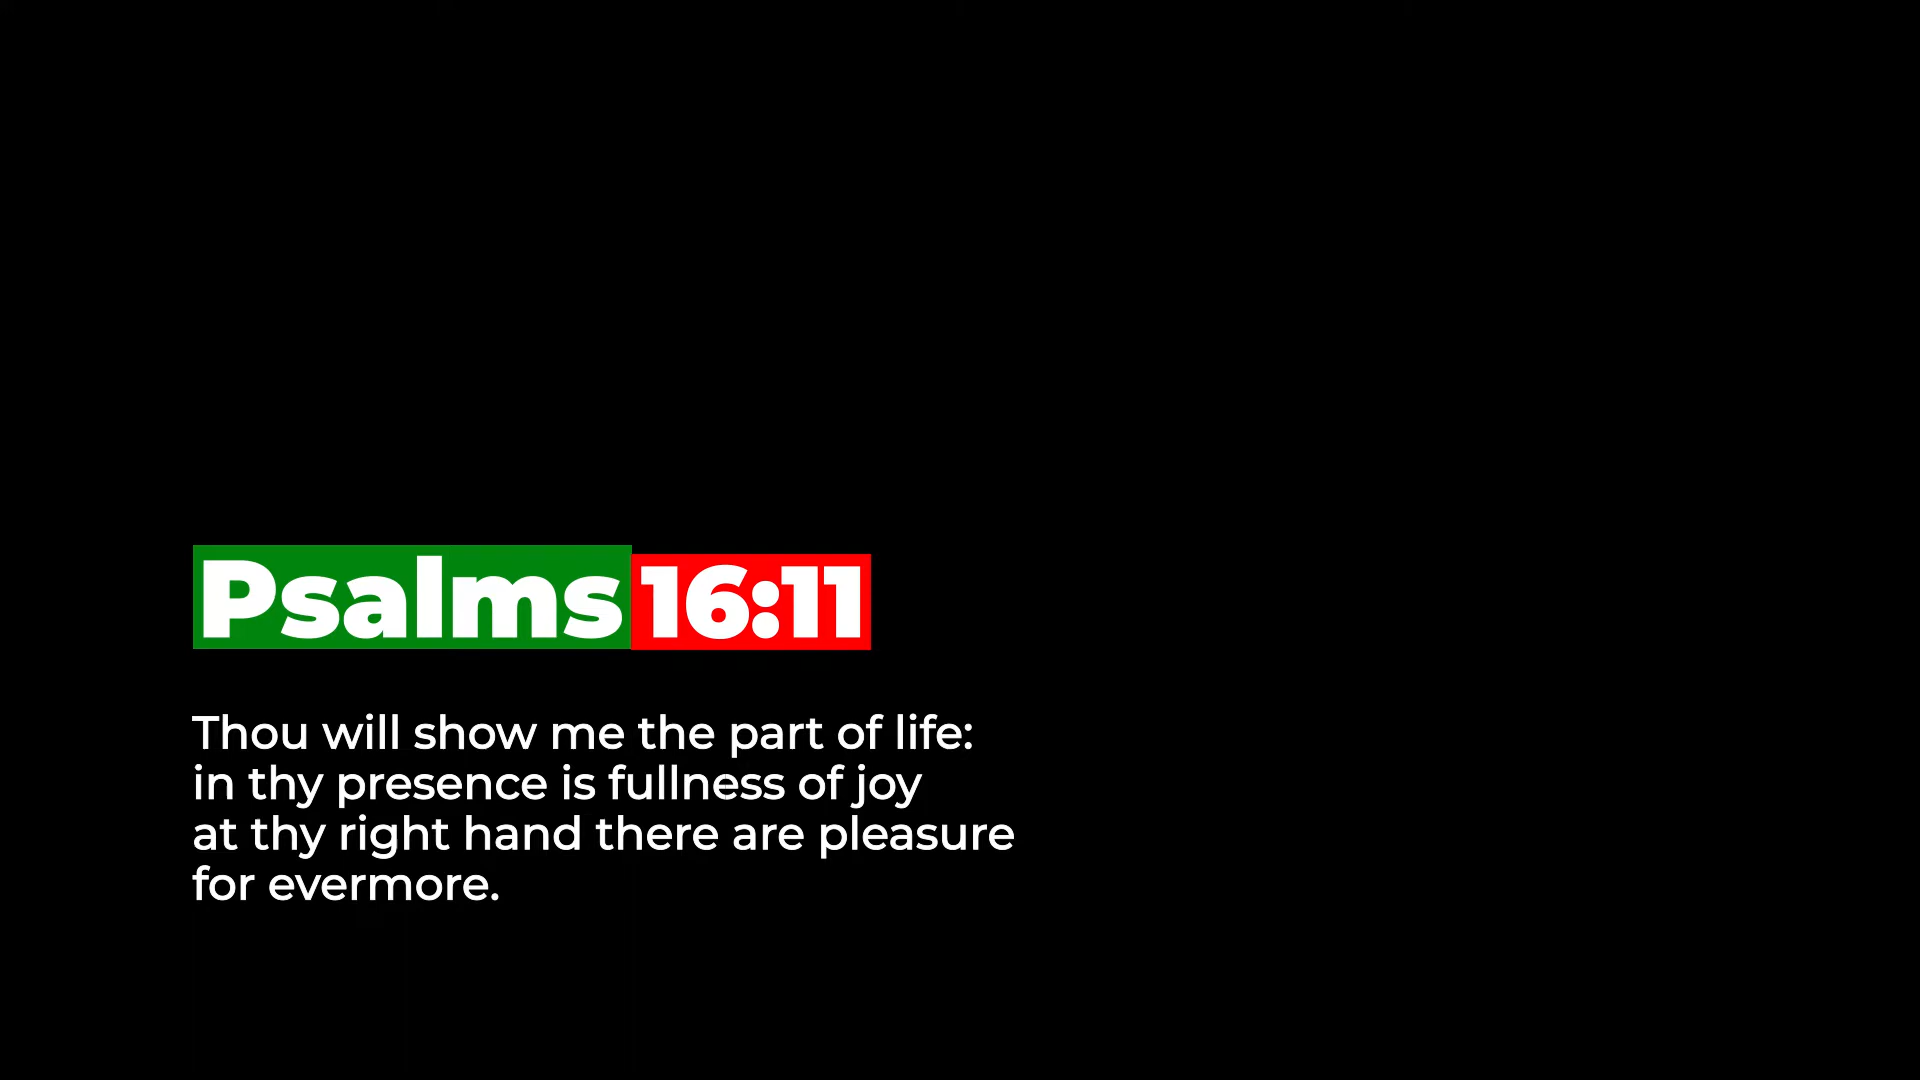 Psalms 16:11
Thou will show me the part of life:
in thy presence is fullness of joy
at thy right hand there are pleasure
for evermore.